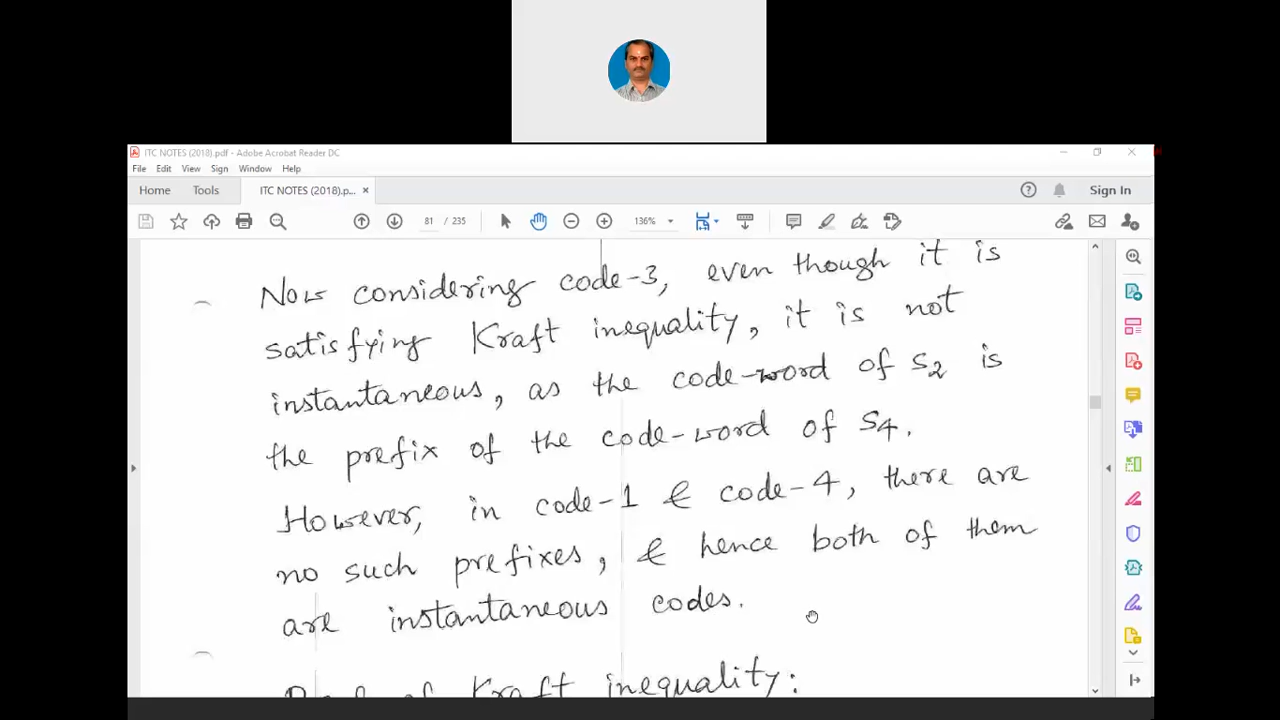 ITC NOTES (2018).pdf - Adobe Acrobat Reader DC
File Edit View Sign Window Help
Home Tools ITC NOTES (2018).p... × Sign In
81 / 235 136%
Now considering code-3, even though it is
satisfying Kraft inequality, it is not
instantaneous, as the code-word of S2 is
the prefix of the code-word of S4.
However, in code-1 & code-4, there are
no such prefixes, & hence both of them
are instantaneous codes.
Proof of Kraft inequality: